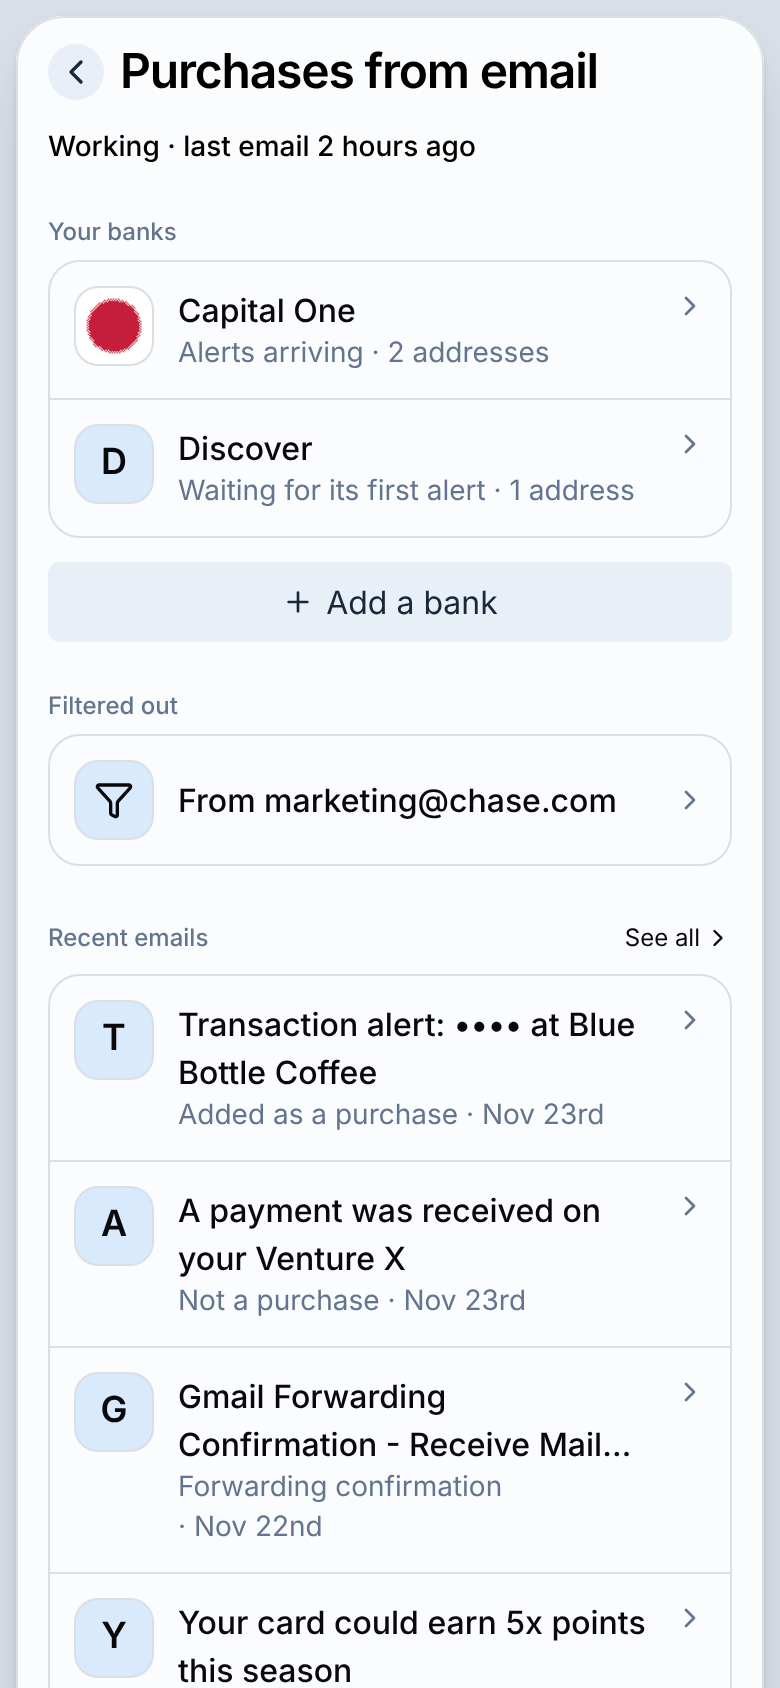 Purchases from email
Working · last email 2 hours ago
Your banks
Capital One
Alerts arriving · 2 addresses
D
Discover
Waiting for its first alert · 1 address
+ Add a bank
Filtered out
From marketing@chase.com
Recent emails
See all
T
Transaction alert: •••• at Blue
Bottle Coffee
Added as a purchase · Nov 23rd
A
A payment was received on
your Venture X
Not a purchase · Nov 23rd
G
Gmail Forwarding
Confirmation - Receive Mail...
Forwarding confirmation
· Nov 22nd
Y
Your card could earn 5x points
this season